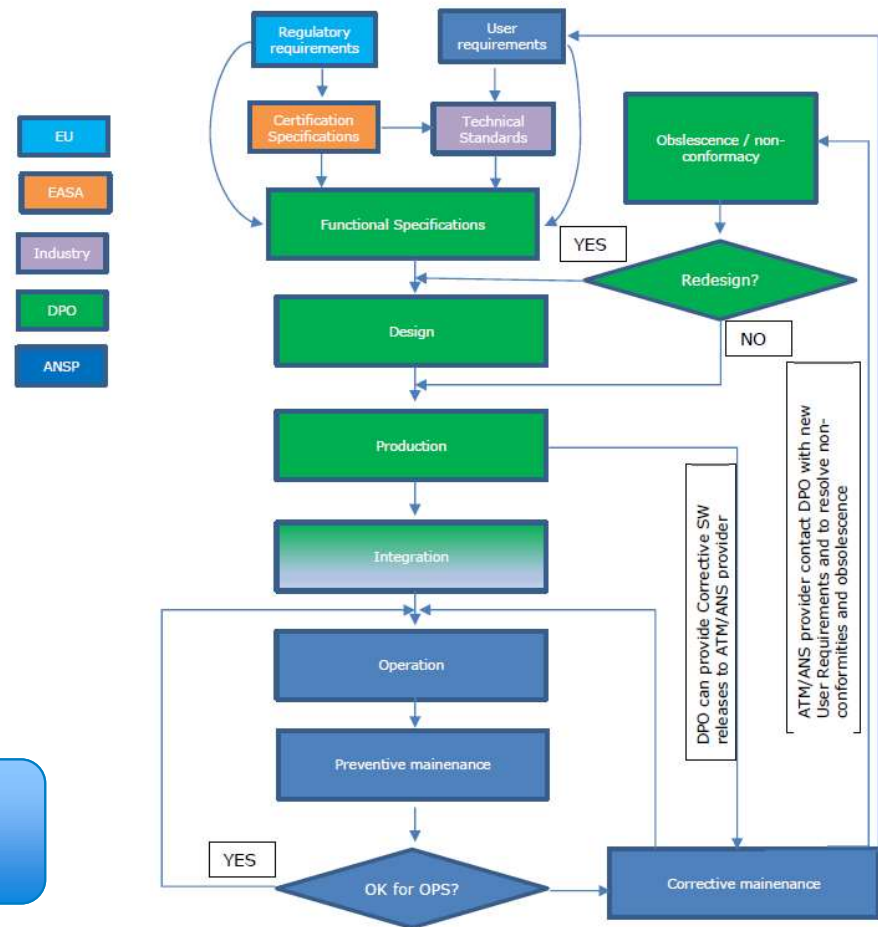 Regulatory
requirements
User
requirements
EU
EASA
Industry
DPO
ANSP
Certification
Specifications
Technical
Standards
Obslescence / non-
conformacy
Functional Specifications
YES
Redesign?
NO
Design
Production
Integration
Operation
Preventive mainenance
YES
OK for OPS?
Corrective mainenance
DPO can provide Corrective SW
releases to ATM/ANS provider
ATM/ANS provider contact DPO with new
User Requirements and to resolve non-
conformities and obsolescence